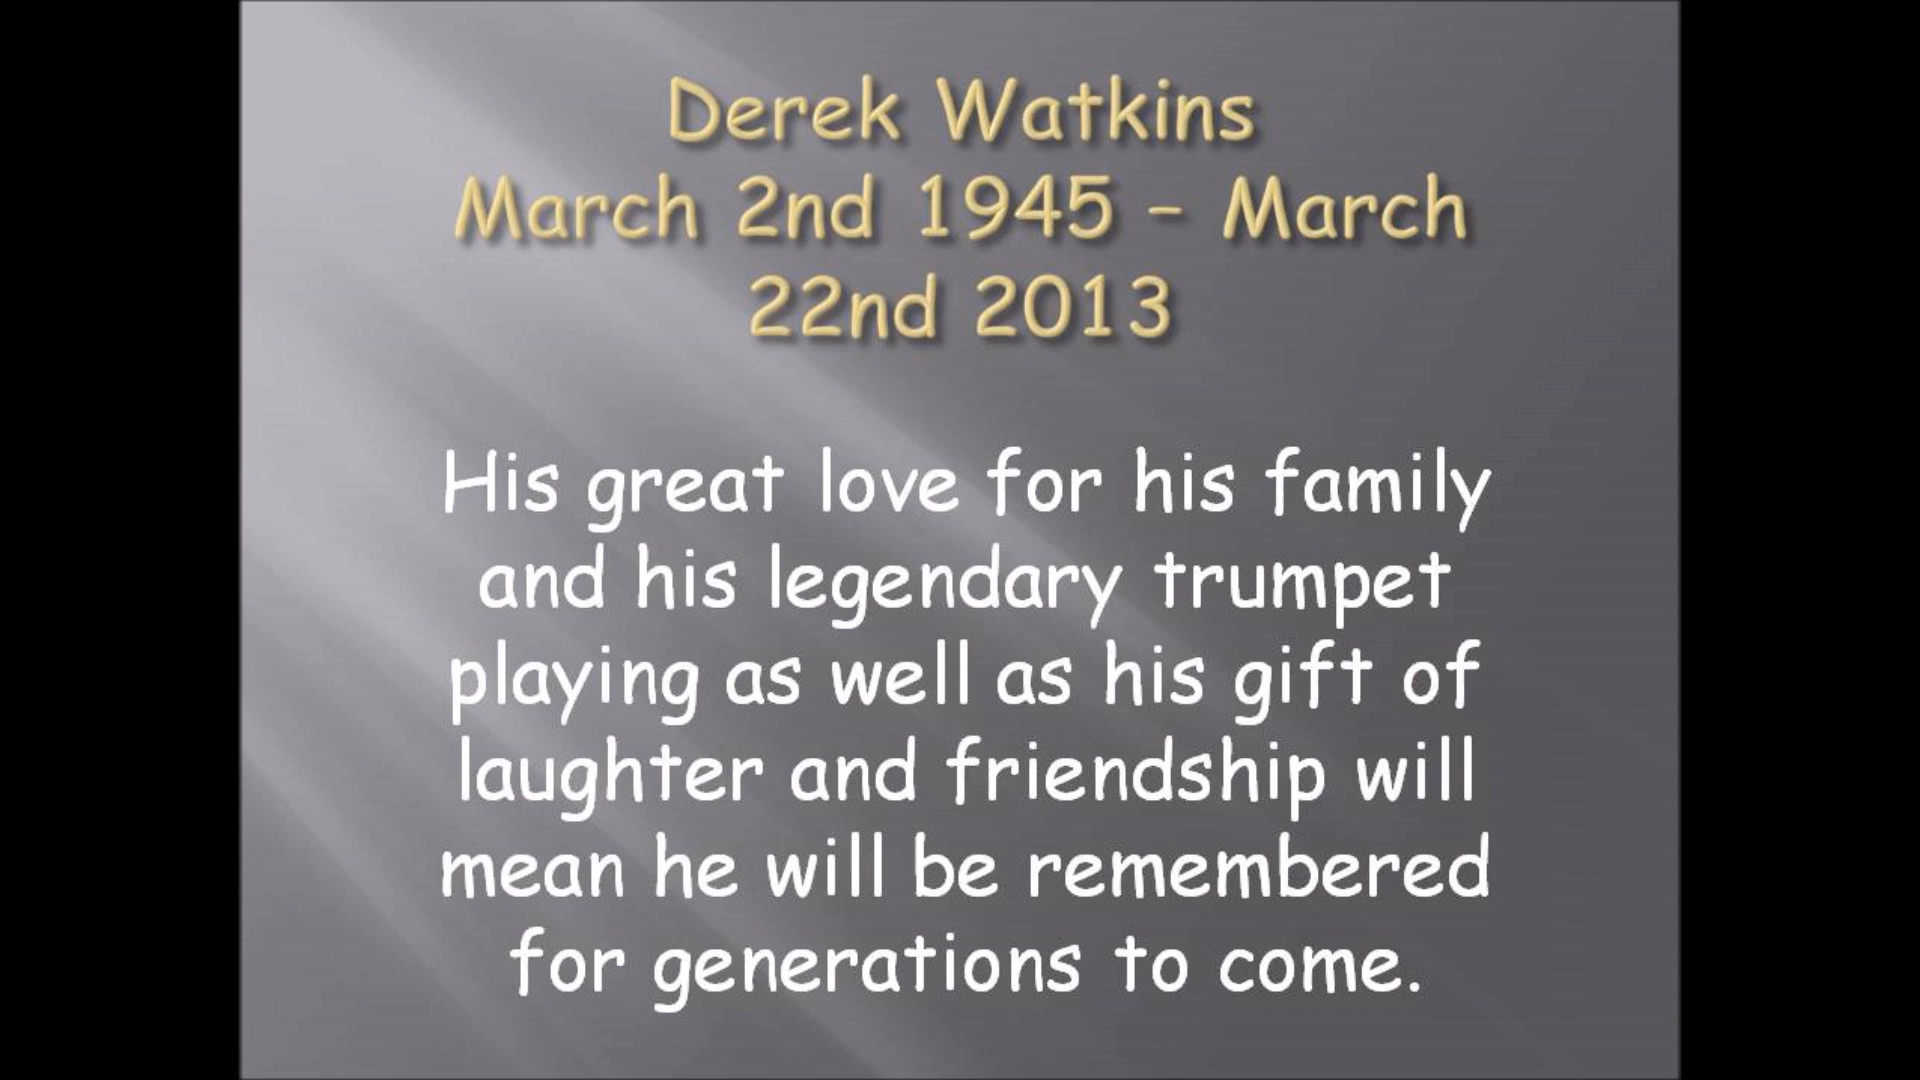 Derek Watkins
March 2nd 1945 – March
22nd 2013
His great love for his family
and his legendary trumpet
playing as well as his gift of
laughter and friendship will
mean he will be remembered
for generations to come.